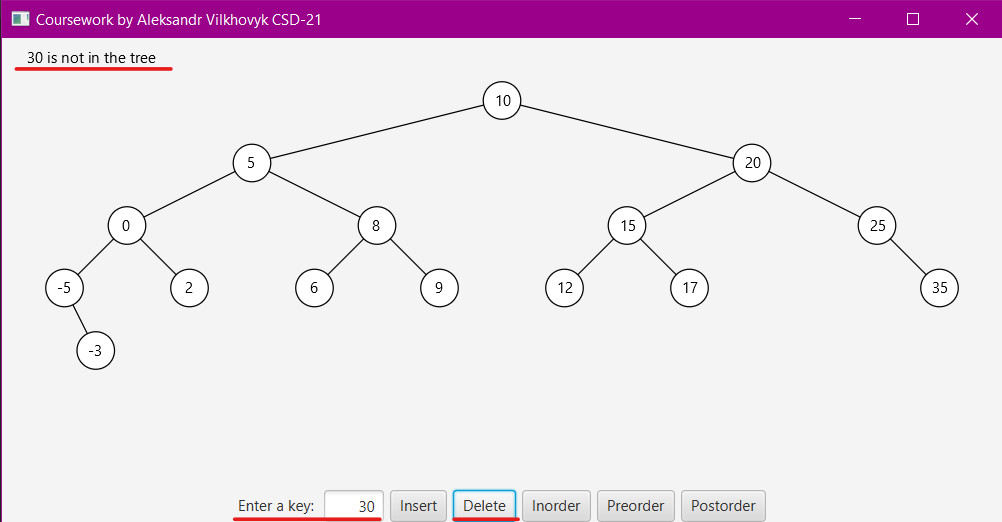 Coursework by Aleksandr Vilkhovyk CSD-21
30 is not in the tree
10
5 20
0 8 15 25
-5 2 6 9 12 17 35
-3
Enter a key: 30 Insert Delete Inorder Preorder Postorder